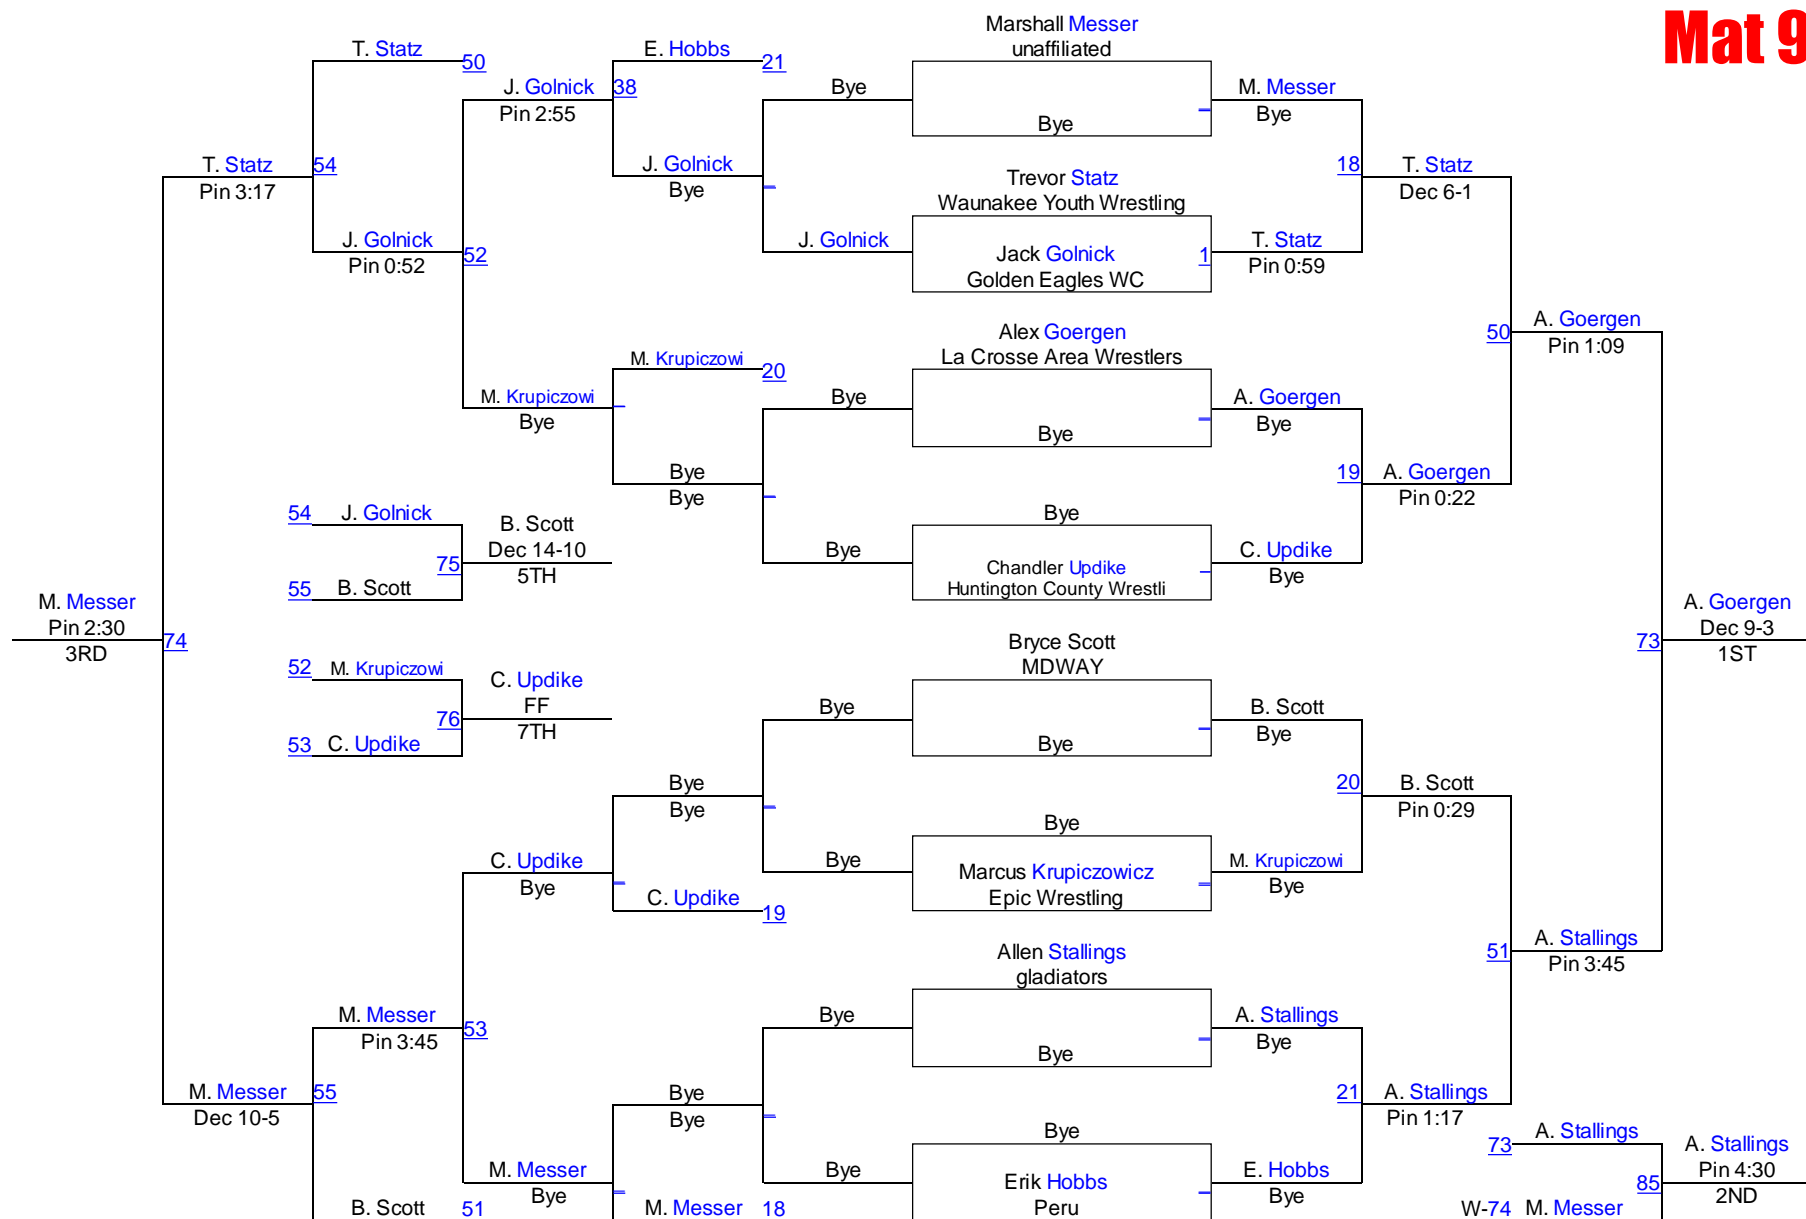 Mat 9
Marshall Messer
unaffiliated
T. Statz
50
E. Hobbs
21
J. Golnick
38
Pin 2:55
Bye
Bye
M. Messer
Bye
T. Statz
54
Pin 3:17
J. Golnick
Bye
18
T. Statz
Dec 6-1
Trevor Statz
Waunakee Youth Wrestling
J. Golnick
52
Pin 0:52
J. Golnick
Jack Golnick
Golden Eagles WC
1
T. Statz
Pin 0:59
Alex Goergen
La Crosse Area Wrestlers
50
A. Goergen
Pin 1:09
M. Krupiczowi
20
M. Krupiczowi
Bye
Bye
Bye
A. Goergen
Bye
Bye
Bye
19
A. Goergen
Pin 0:22
54
J. Golnick
B. Scott
Dec 14-10
5TH
75
55
B. Scott
Bye
Bye
Chandler Updike
Huntington County Wrestli
C. Updike
Bye
M. Messer
Pin 2:30
3RD
74
A. Goergen
Dec 9-3
1ST
73
Bryce Scott
MDWAY
52
M. Krupiczowi
C. Updike
FF
7TH
76
53
C. Updike
Bye
Bye
B. Scott
Bye
Bye
Bye
20
B. Scott
Pin 0:29
Bye
C. Updike
Bye
Bye
Marcus Krupiczowicz
Epic Wrestling
M. Krupiczowi
Bye
C. Updike
19
Allen Stallings
gladiators
51
A. Stallings
Pin 3:45
M. Messer
53
Pin 3:45
Bye
Bye
A. Stallings
Bye
M. Messer
55
Dec 10-5
Bye
Bye
21
A. Stallings
Pin 1:17
Bye
73
A. Stallings
A. Stallings
Pin 4:30
2ND
85
M. Messer
Bye
Bye
Erik Hobbs
Peru
E. Hobbs
Bye
B. Scott
51
M. Messer
18
W-74
M. Messer